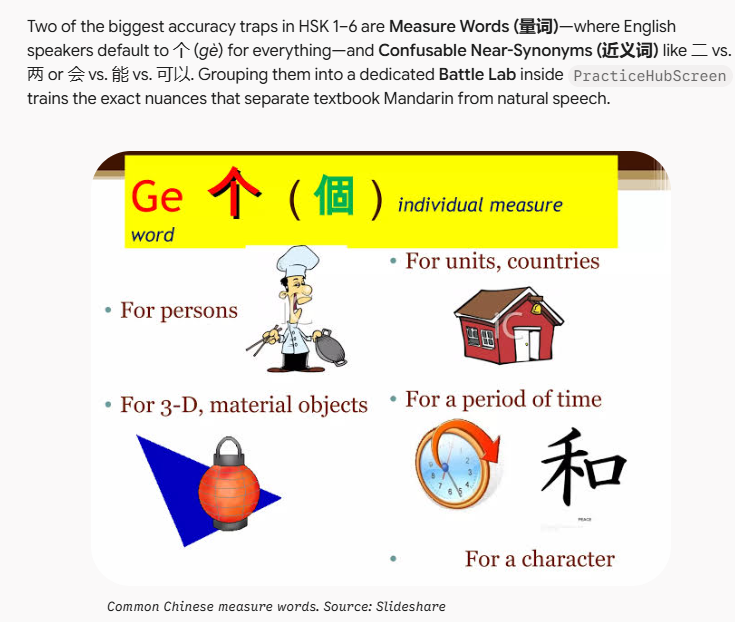 Two of the biggest accuracy traps in HSK 1–6 are Measure Words (量词)—where English
speakers default to 个 (gè) for everything—and Confusable Near-Synonyms (近义词) like 二 vs.
两 or 会 vs. 能 vs. 可以. Grouping them into a dedicated Battle Lab inside PracticeHubScreen
trains the exact nuances that separate textbook Mandarin from natural speech.
Ge 个 (個) individual measure
word
• For units, countries
• For persons
• For 3-D, material objects
• For a period of time
和
• For a character
Common Chinese measure words. Source: Slideshare